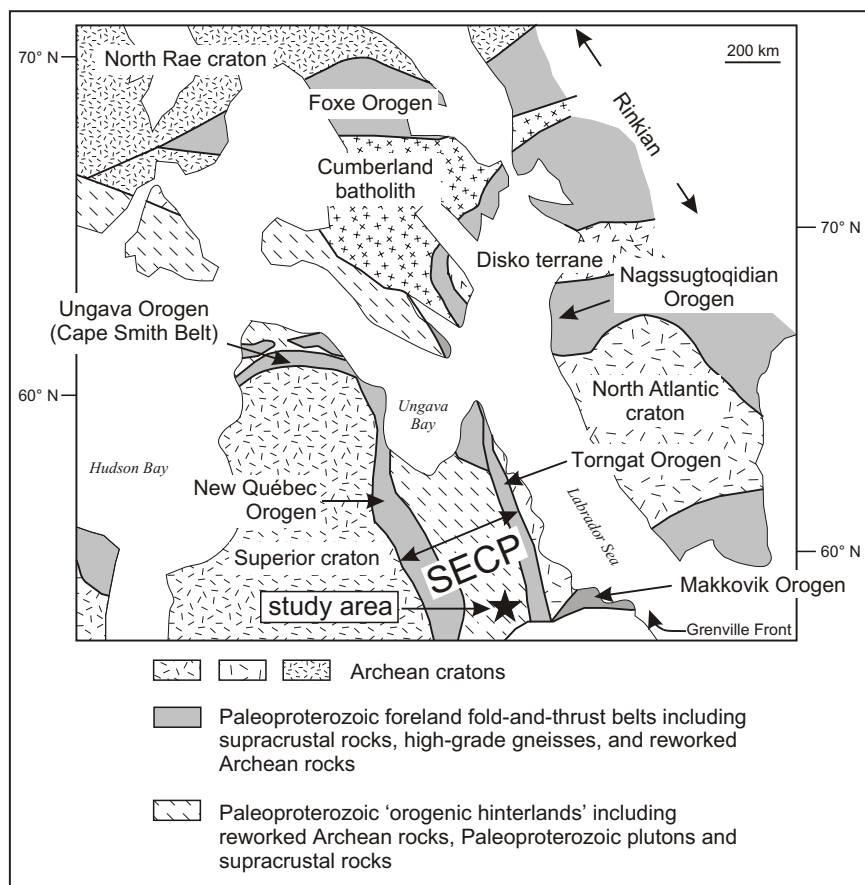 70° N
North Rae craton
200 km
Foxe Orogen
Rinkian
Cumberland
batholith
70° N
Disko terrane
Nagssugtoqidian
Orogen
Ungava Orogen
(Cape Smith Belt)
60° N
Ungava
Bay
North Atlantic
craton
Hudson Bay
Torngat Orogen
New Québec
Orogen
Labrador Sea
Superior craton
SECP
60° N
Makkovik Orogen
study area
Grenville Front
Archean cratons
Paleoproterozoic foreland fold-and-thrust belts including
supracrustal rocks, high-grade gneisses, and reworked
Archean rocks
Paleoproterozoic ‘orogenic hinterlands’ including
reworked Archean rocks, Paleoproterozoic plutons and
supracrustal rocks